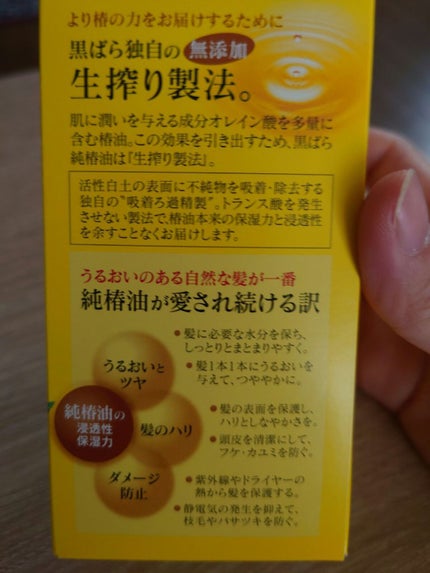 より椿の力をお届けするために
黒ばら独自の 無添加
生搾り製法。
肌に潤いを与える成分オレイン酸を多量に
含む椿油。この効果を引き出すため、黒ばら
純椿油は『生搾り製法』。
活性白土の表面に不純物を吸着・除去する
独自の"吸着ろ過精製"。トランス酸を発生
させない製法で、椿油本来の保湿力と浸透性
を余すことなくお届けします。
うるおいのある自然な髪が一番
純椿油が愛され続ける訳
純椿油の
浸透性
保湿力
うるおいと
ツヤ
●髪に必要な水分を保ち、
しっとりとまとまりやすく。
●髪1本1本にうるおいを
与えて、つややかに。
髪のハリ
●髪の表面を保護し、
ハリとしなやかさを。
●頭皮を清潔にして、
フケ・カユミを防ぐ。
ダメージ
防止
●紫外線やドライヤーの
熱から髪を保護する。
●静電気の発生を抑えて、
枝毛やパサツキを防ぐ。